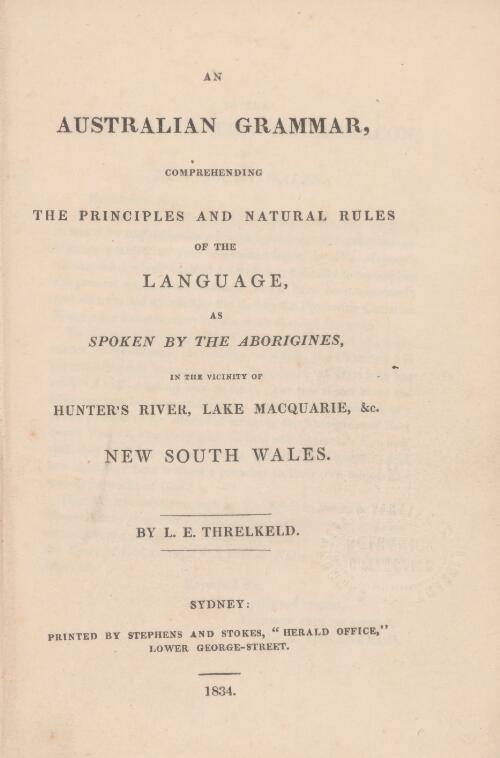 AN
AUSTRALIAN GRAMMAR,
COMPREHENDING
THE PRINCIPLES AND NATURAL RULES
OF THE
LANGUAGE,
AS
SPOKEN BY THE ABORIGINES,
IN THE VICINITY OF
HUNTER'S RIVER, LAKE MACQUARIE, &c.
NEW SOUTH WALES.
BY L. E. THRELKELD.
SYDNEY:
PRINTED BY STEPHENS AND STOKES, "HERALD OFFICE,"
LOWER GEORGE-STREET.
1834.